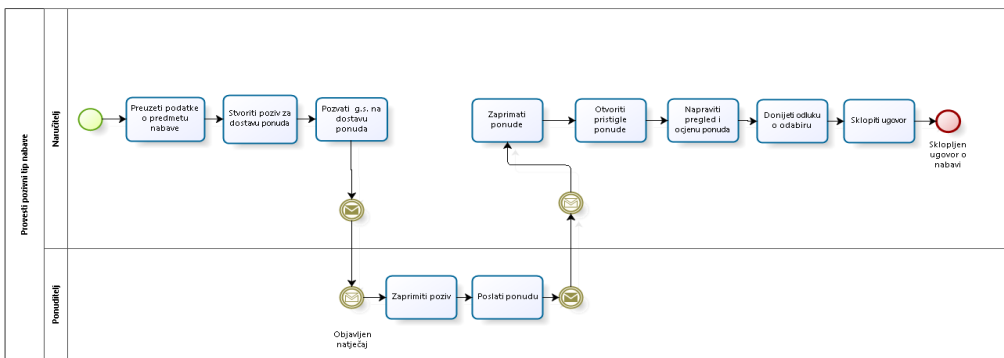 Provesti pozivni tip nabave
Naručitelj
Preuzeti podatke
o predmetu
nabave
Stvoriti poziv za
dostavu ponuda
Pozvati g.s. na
dostavu
ponuda
Zaprimati
ponude
Otvoriti
pristigle
ponude
Napraviti
pregled i
ocjenu ponuda
Donijeti odluku
o odabiru
Sklopiti ugovor
Sklopljen
ugovor o
nabavi
Ponuditelj
Objavljen
natječaj
Zaprimiti poziv
Poslati ponudu